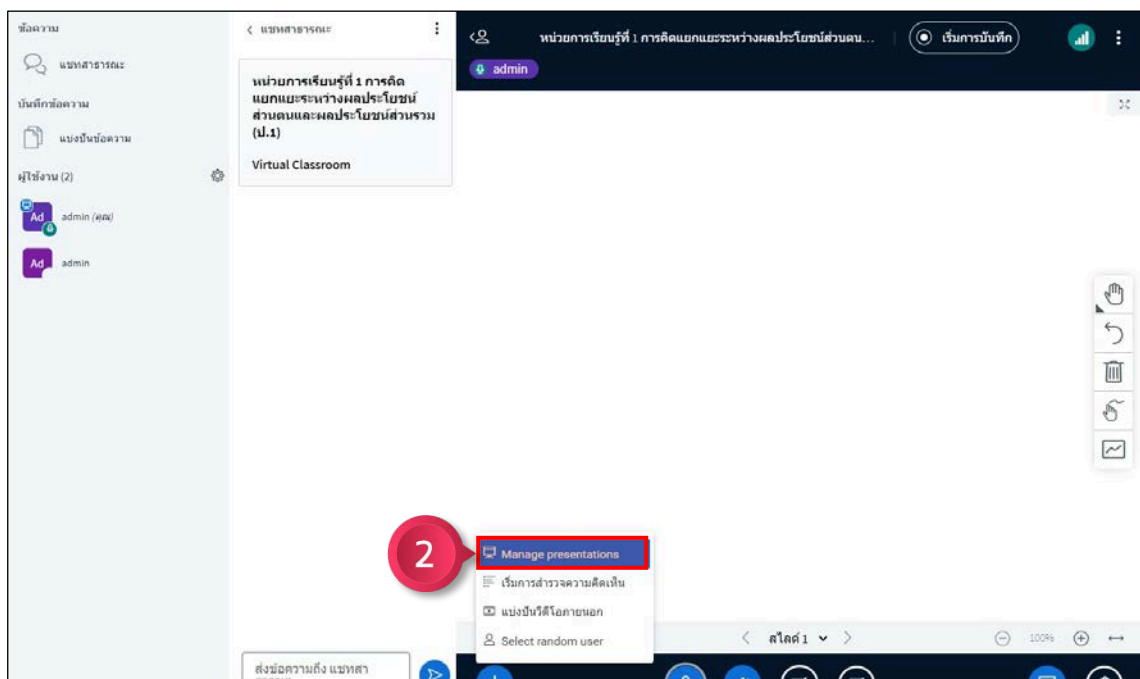 ข้อความ
แชทสาธารณะ
บันทึกข้อความ
แบ่งปันข้อความ
ผู้ใช้งาน (2)
Ad admin (คุณ)
Ad admin
แชทสาธารณะ
หน่วยการเรียนรู้ที่ 1 การคิด
แยกแยะระหว่างผลประโยชน์
ส่วนตนและผลประโยชน์ส่วนรวม
(ป.1)
Virtual Classroom
ส่งข้อความถึง แชทสา
หน่วยการเรียนรู้ที่ 1 การคิดแยกแยะระหว่างผลประโยชน์ส่วนตน...
เริ่มการบันทึก
admin
2
Manage presentations
เริ่มการสำรวจความคิดเห็น
แบ่งปันวิดีโอภายนอก
Select random user
สไลด์ 1
100%